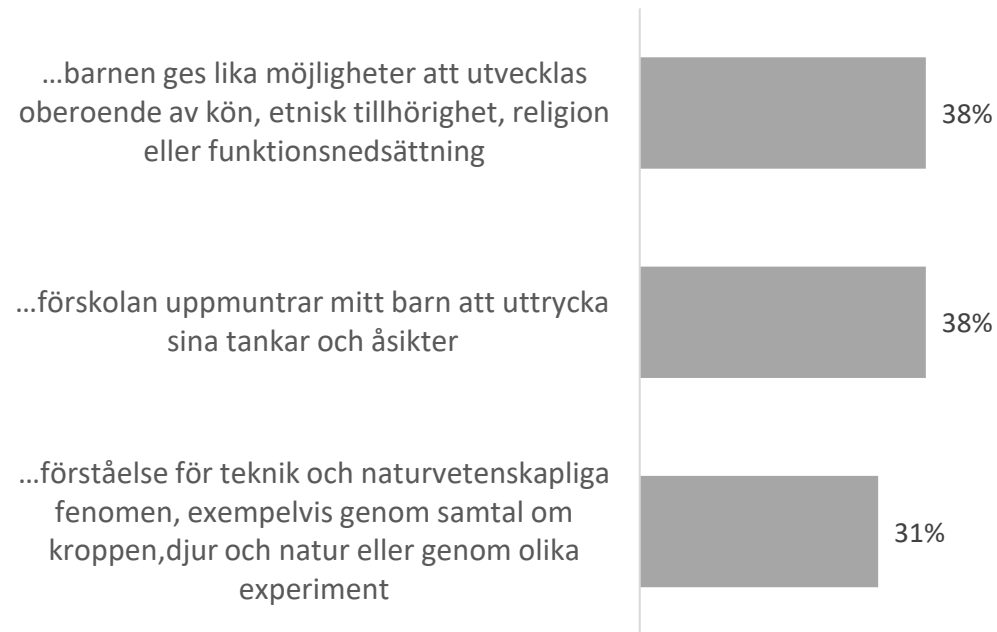 ...barnen ges lika möjligheter att utvecklas
oberoende av kön, etnisk tillhörighet, religion
eller funktionsnedsättning
38%
...förskolan uppmuntrar mitt barn att uttrycka
sina tankar och åsikter
38%
...förståelse för teknik och naturvetenskapliga
fenomen, exempelvis genom samtal om
kroppen,djur och natur eller genom olika
experiment
31%